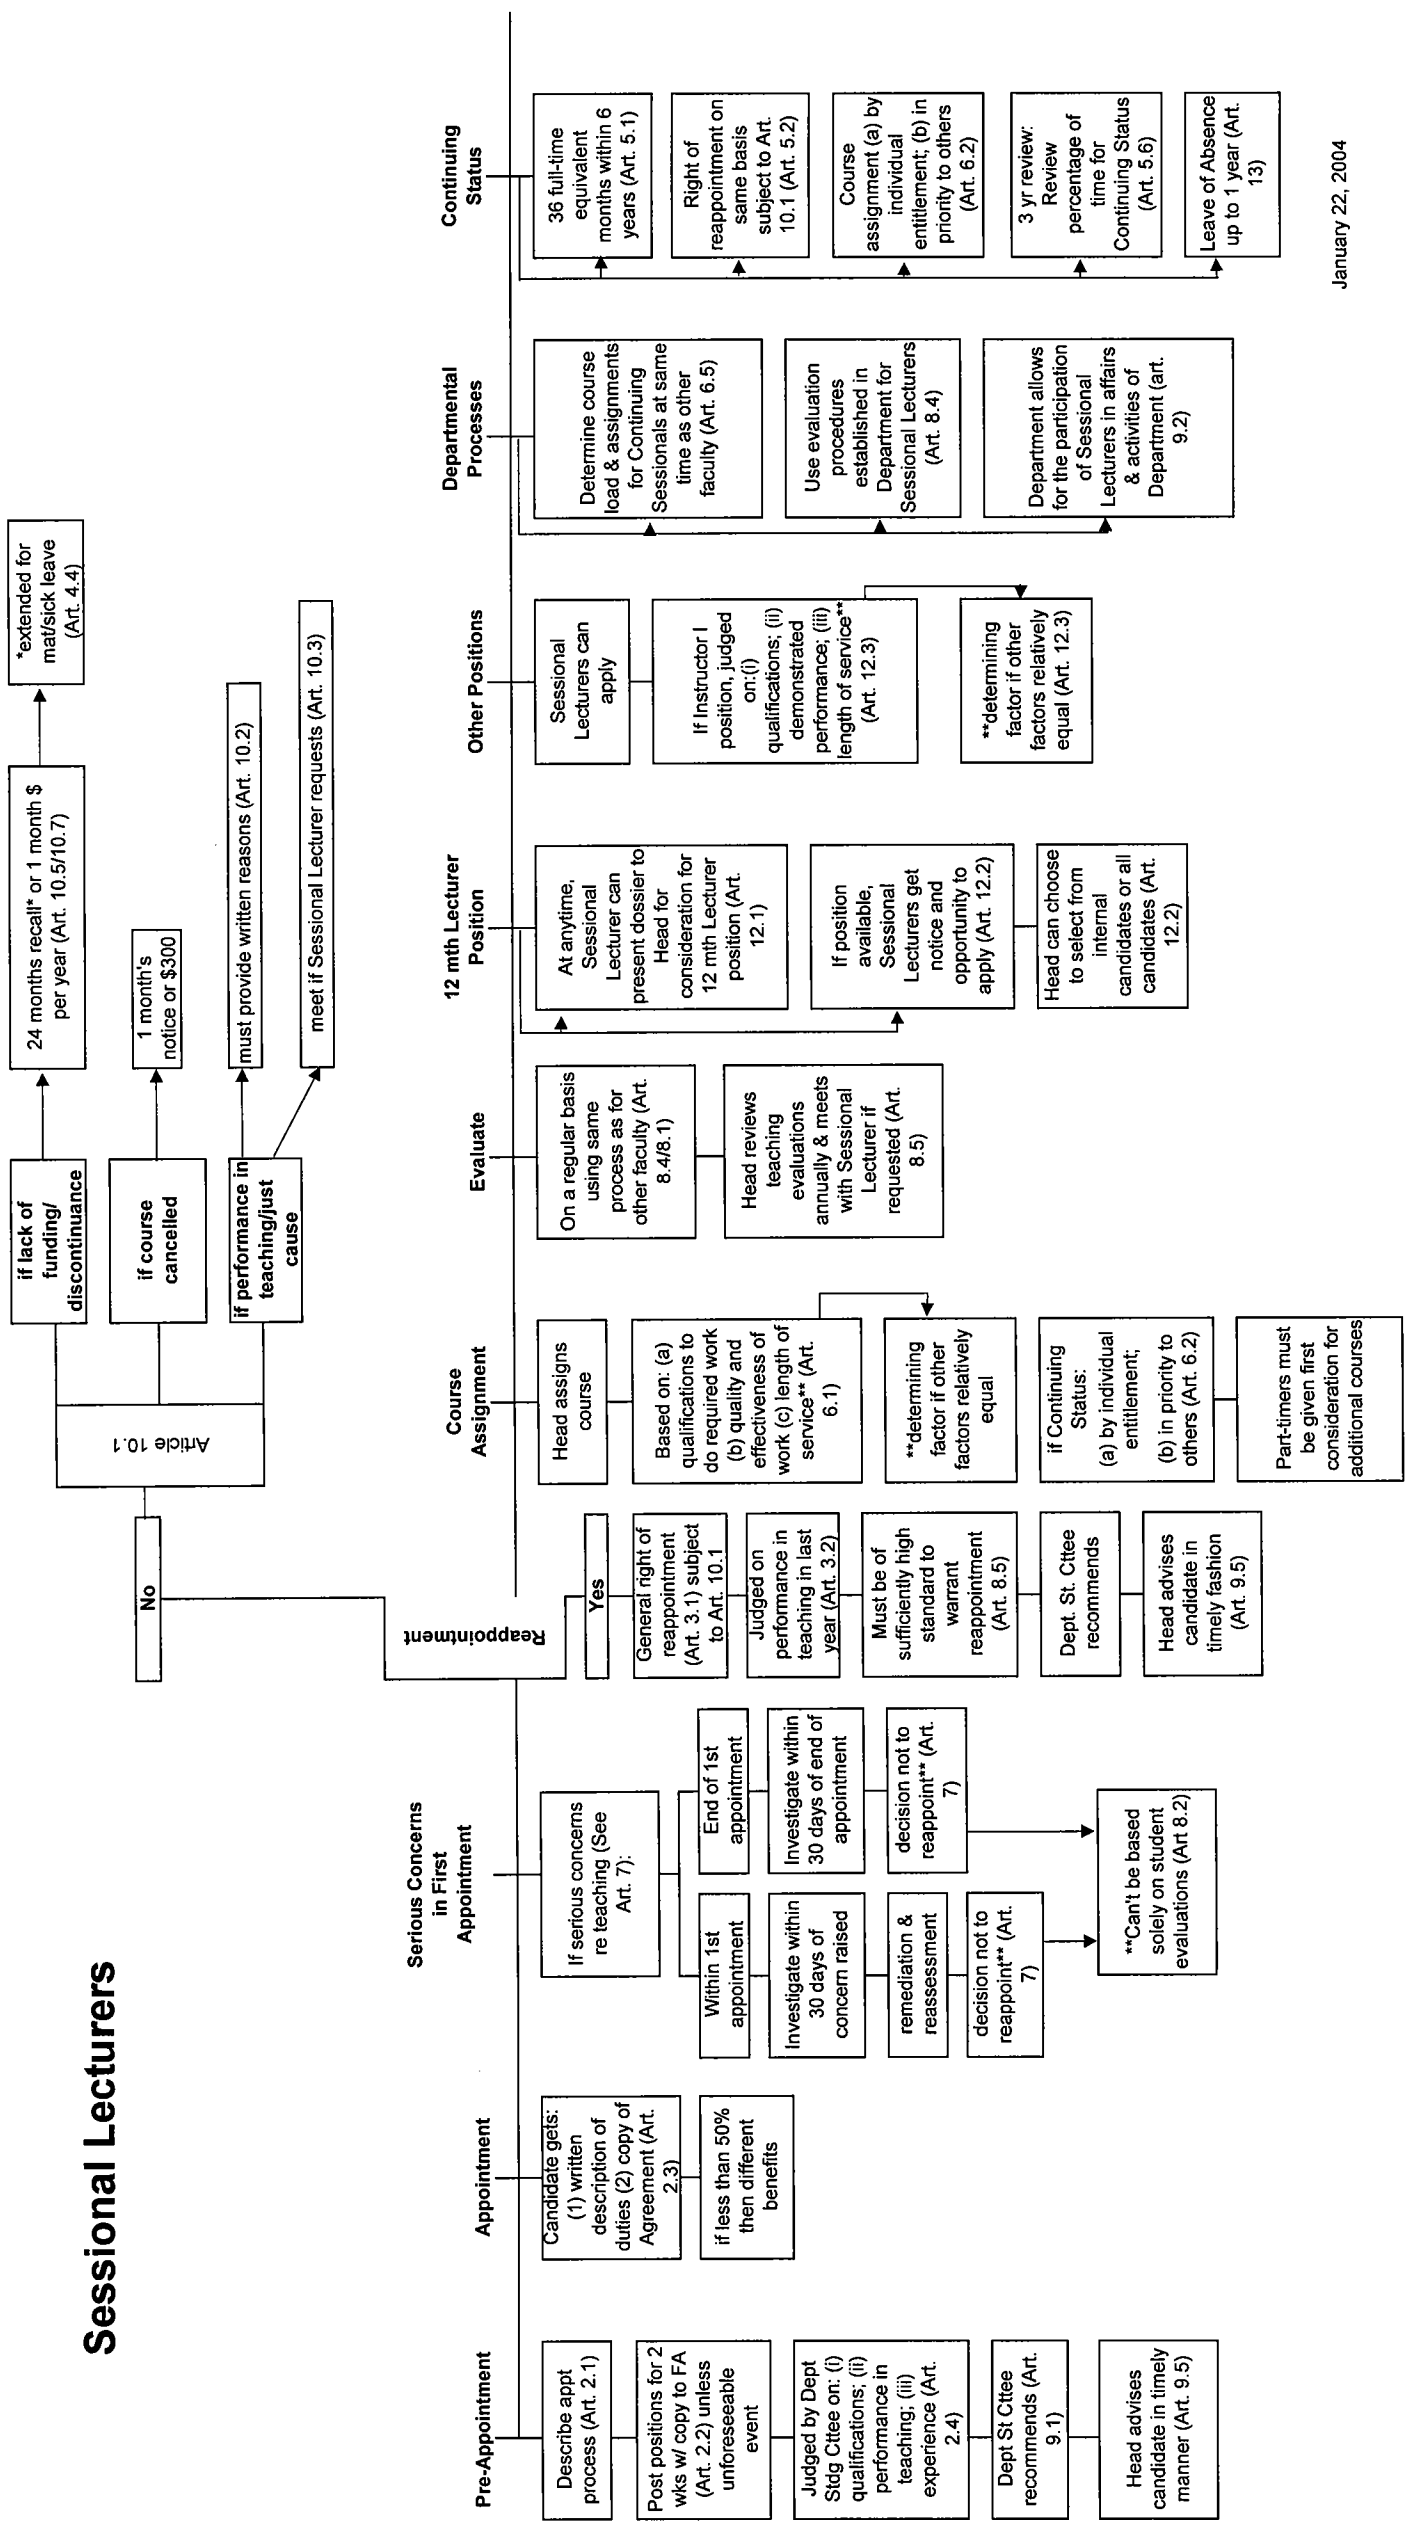 Sessional Lecturers
No
Article 10.1
if lack of
funding/
discontinuance
24 months recall* or 1 month $
per year (Art. 10.5/10.7)
*extended for
mat/sick leave
(Art. 4.4)
if course
cancelled
1 month's
notice or $300
if performance in
teaching/just
cause
must provide written reasons (Art. 10.2)
meet if Sessional Lecturer requests (Art. 10.3)
Pre-Appointment
Describe appt
process (Art. 2.1)
Post positions for 2
wks w/ copy to FA
(Art. 2.2) unless
unforeseeable
event
Judged by Dept
Stdg Cttee on: (i)
qualifications; (ii)
performance in
teaching; (iii)
experience (Art.
2.4)
Dept St Cttee
recommends (Art.
9.1)
Head advises
candidate in timely
manner (Art. 9.5)
Appointment
Candidate gets:
(1) written
description of
duties (2) copy of
Agreement (Art.
2.3)
if less than 50%
then different
benefits
Serious Concerns
in First
Appointment
If serious concerns
re teaching (See
Art. 7):
Within 1st
appointment
Investigate within
30 days of
concern raised
remediation &
reassessment
decision not to
reappoint** (Art.
7)
End of 1st
appointment
Investigate within
30 days of end of
appointment
decision not to
reappoint** (Art.
7)
**Can't be based
solely on student
evaluations (Art 8.2)
Reappointment
Yes
General right of
reappointment
(Art. 3.1) subject
to Art. 10.1
Judged on
performance in
teaching in last
year (Art. 3.2)
Must be of
sufficiently high
standard to
warrant
reappointment
(Art. 8.5)
Dept. St. Cttee
recommends
Head advises
candidate in
timely fashion
(Art. 9.5)
Course
Assignment
Head assigns
course
Based on: (a)
qualifications to
do required work
(b) quality and
effectiveness of
work (c) length of
service** (Art.
6.1)
**determining
factor if other
factors relatively
equal
if Continuing
Status:
(a) by individual
entitlement;
(b) in priority to
others (Art. 6.2)
Part-timers must
be given first
consideration for
additional courses
Evaluate
On a regular basis
using same
process as for
other faculty (Art.
8.4/8.1)
Head reviews
teaching
evaluations
annually & meets
with Sessional
Lecturer if
requested (Art.
8.5)
12 mth Lecturer
Position
At anytime,
Sessional
Lecturer can
present dossier to
Head for
consideration for
12 mth Lecturer
position (Art.
12.1)
If position
available,
Sessional
Lecturers get
notice and
opportunity to
apply (Art. 12.2)
Head can choose
to select from
internal
candidates or all
candidates (Art.
12.2)
Other Positions
Sessional
Lecturers can
apply
If Instructor I
position, judged
on:(i)
qualifications; (ii)
demonstrated
performance; (iii)
length of service**
(Art. 12.3)
**determining
factor if other
factors relatively
equal (Art. 12.3)
Departmental
Processes
Determine course
load & assignments
for Continuing
Sessionals at same
time as other
faculty (Art. 6.5)
Use evaluation
procedures
established in
Department for
Sessional Lecturers
(Art. 8.4)
Department allows
for the participation
of Sessional
Lecturers in affairs
& activities of
Department (art.
9.2)
Continuing
Status
36 full-time
equivalent
months within 6
years (Art. 5.1)
Right of
reappointment on
same basis
subject to Art.
10.1 (Art. 5.2)
Course
assignment (a) by
individual
entitlement; (b) in
priority to others
(Art. 6.2)
3 yr review:
Review
percentage of
time for
Continuing Status
(Art. 5.6)
Leave of Absence
up to 1 year (Art.
13)
January 22, 2004